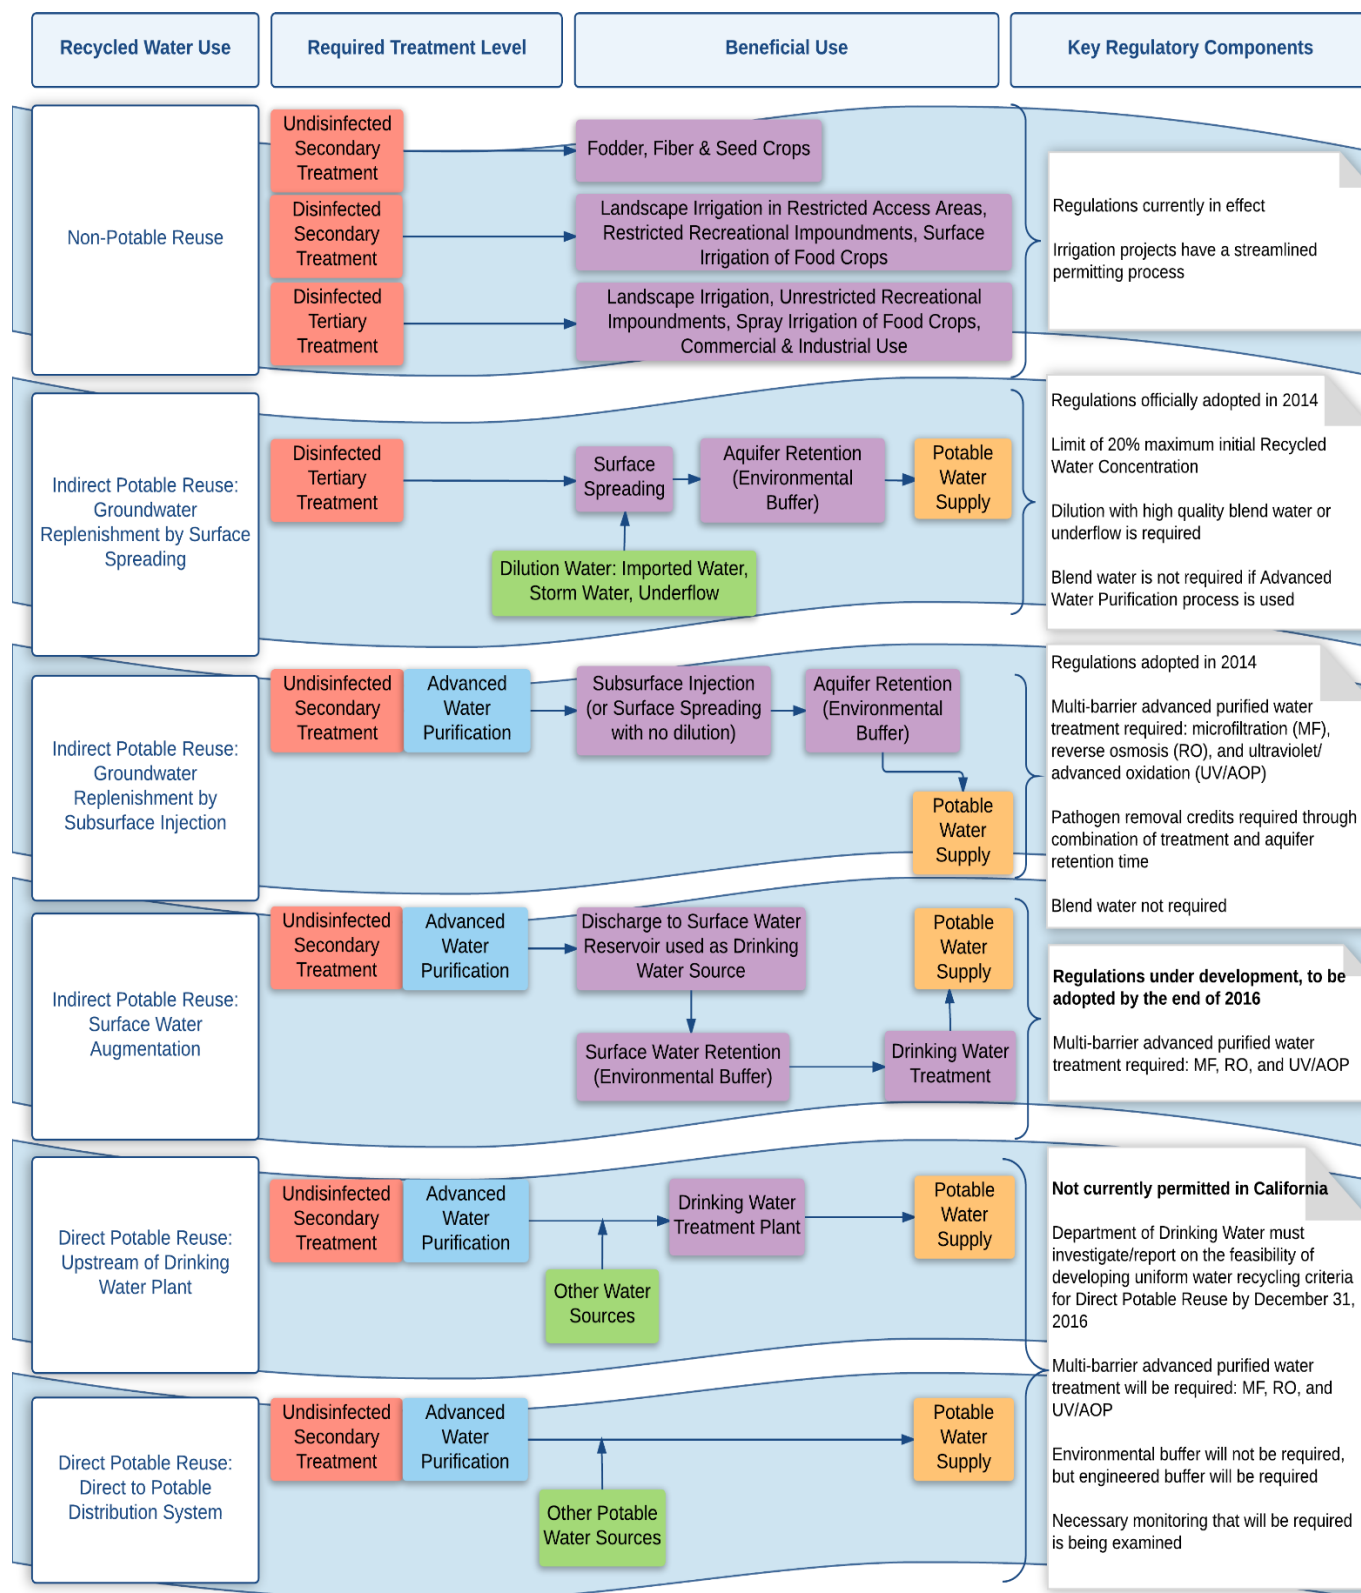 Recycled Water Use
Required Treatment Level
Beneficial Use
Key Regulatory Components
Non-Potable Reuse
Undisinfected
Secondary
Treatment
Fodder, Fiber & Seed Crops
Disinfected
Secondary
Treatment
Landscape Irrigation in Restricted Access Areas,
Restricted Recreational Impoundments, Surface
Irrigation of Food Crops
Disinfected
Tertiary
Treatment
Landscape Irrigation, Unrestricted Recreational
Impoundments, Spray Irrigation of Food Crops,
Commercial & Industrial Use
Regulations currently in effect
Irrigation projects have a streamlined
permitting process
Indirect Potable Reuse:
Groundwater
Replenishment by Surface
Spreading
Disinfected
Tertiary
Treatment
Surface
Spreading
Aquifer Retention
(Environmental
Buffer)
Potable
Water
Supply
Dilution Water: Imported Water,
Storm Water, Underflow
Regulations officially adopted in 2014
Limit of 20% maximum initial Recycled
Water Concentration
Dilution with high quality blend water or
underflow is required
Blend water is not required if Advanced
Water Purification process is used
Indirect Potable Reuse:
Groundwater
Replenishment by
Subsurface Injection
Undisinfected
Secondary
Treatment
Advanced
Water
Purification
Subsurface Injection
(or Surface Spreading
with no dilution)
Aquifer Retention
(Environmental
Buffer)
Potable
Water
Supply
Regulations adopted in 2014
Multi-barrier advanced purified water
treatment required: microfiltration (MF),
reverse osmosis (RO), and ultraviolet/
advanced oxidation (UV/AOP)
Pathogen removal credits required through
combination of treatment and aquifer
retention time
Blend water not required
Indirect Potable Reuse:
Surface Water
Augmentation
Undisinfected
Secondary
Treatment
Advanced
Water
Purification
Discharge to Surface Water
Reservoir used as Drinking
Water Source
Surface Water Retention
(Environmental Buffer)
Drinking Water
Treatment
Potable
Water
Supply
Regulations under development, to be
adopted by the end of 2016
Multi-barrier advanced purified water
treatment required: MF, RO, and UV/AOP
Direct Potable Reuse:
Upstream of Drinking
Water Plant
Undisinfected
Secondary
Treatment
Advanced
Water
Purification
Other Water
Sources
Drinking Water
Treatment Plant
Potable
Water
Supply
Not currently permitted in California
Department of Drinking Water must
investigate/report on the feasibility of
developing uniform water recycling criteria
for Direct Potable Reuse by December 31,
2016
Multi-barrier advanced purified water
treatment will be required: MF, RO, and
UV/AOP
Environmental buffer will not be required,
but engineered buffer will be required
Necessary monitoring that will be required
is being examined
Direct Potable Reuse:
Direct to Potable
Distribution System
Undisinfected
Secondary
Treatment
Advanced
Water
Purification
Other Potable
Water Sources
Potable
Water
Supply